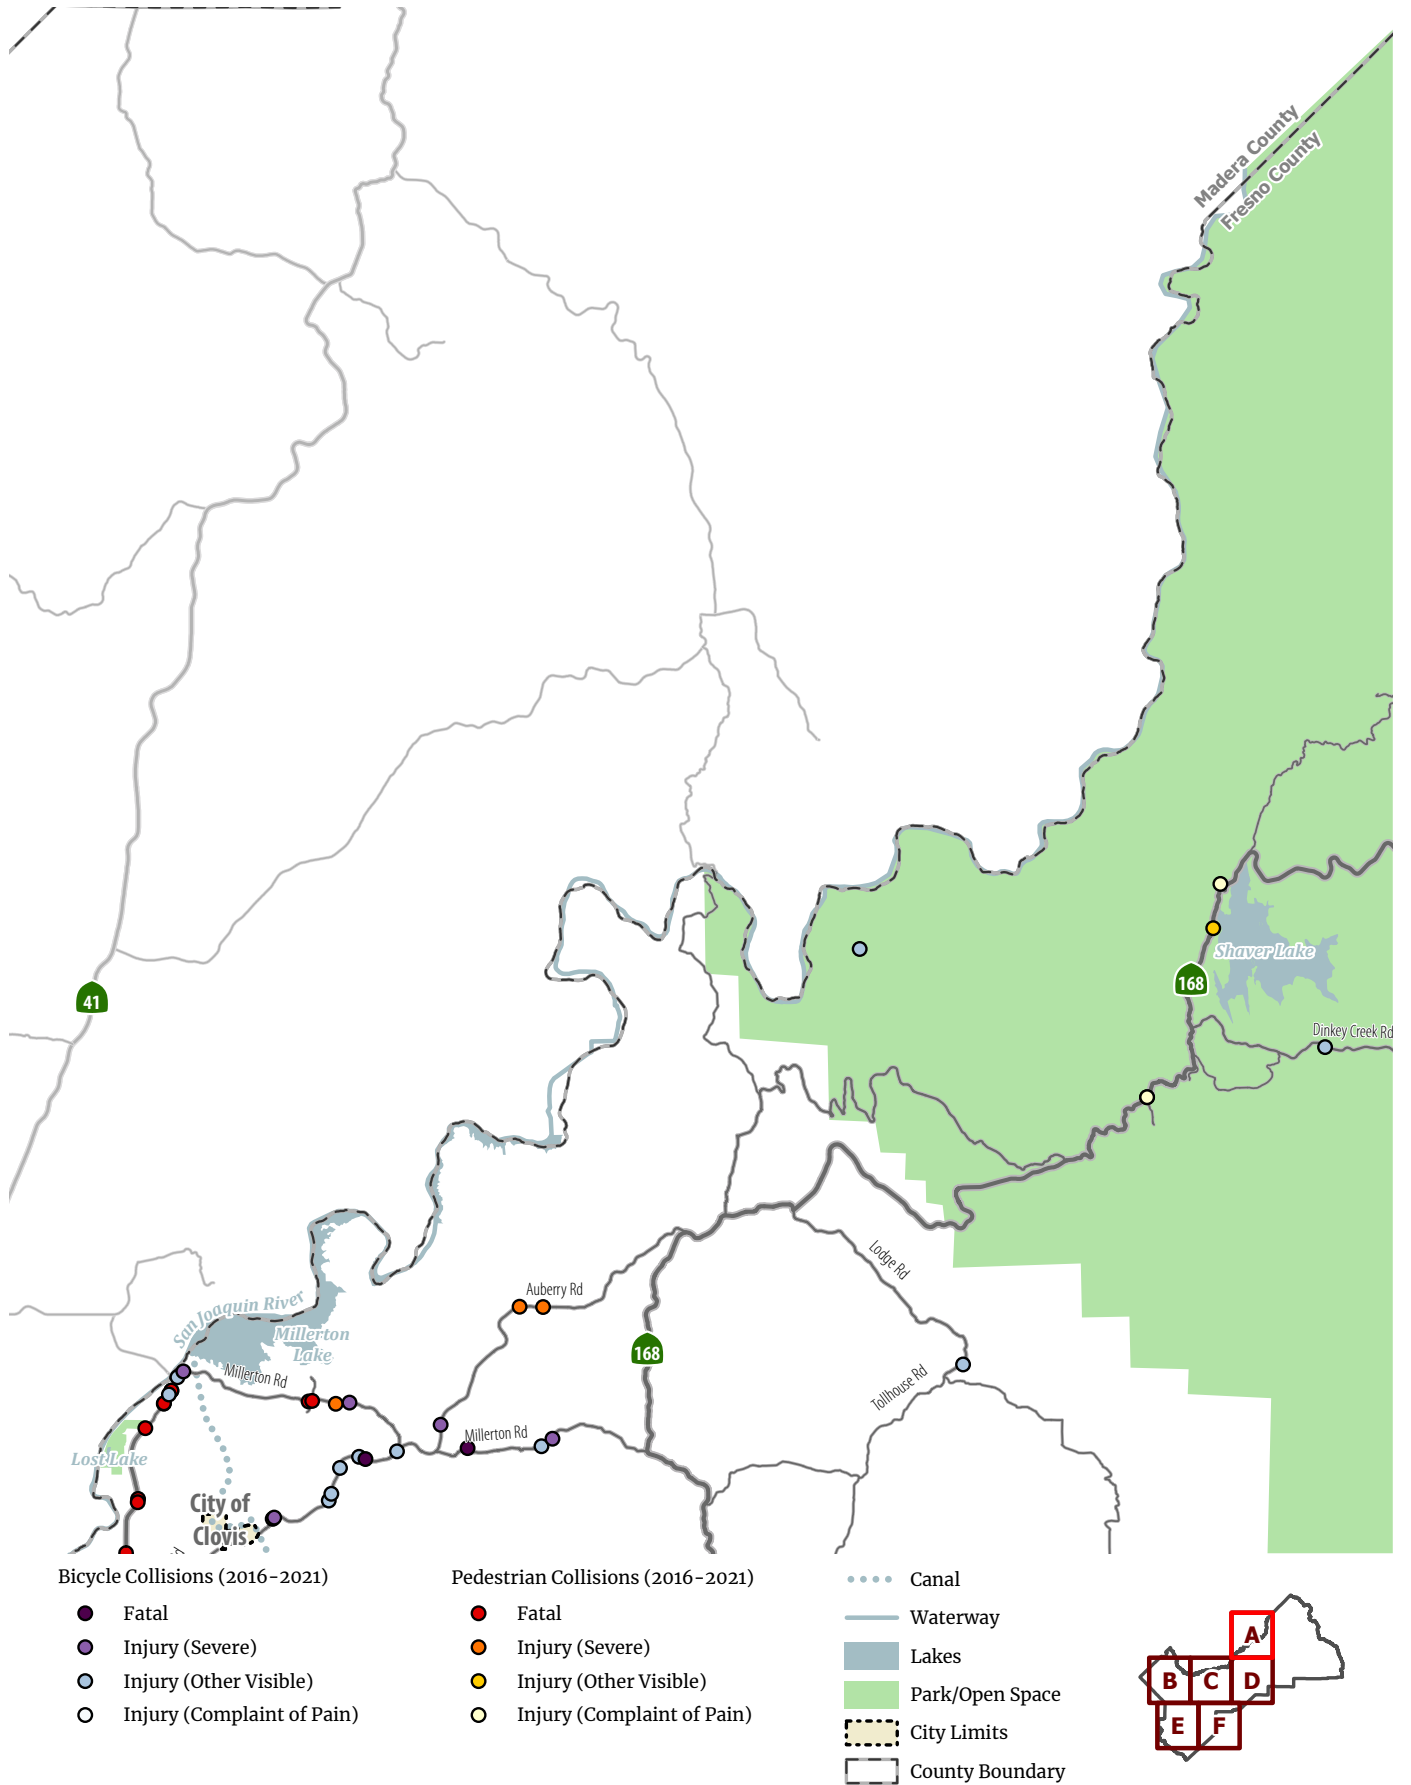 Madera County
Fresno County
Shaver Lake
168
41
Dinkey Creek Rd
Lodge Rd
Auberry Rd
San Joaquin River
Millerton
Lake
168
Millerton Rd
Tollhouse Rd
Millerton Rd
Lost Lake
City of
Clovis
Bicycle Collisions (2016-2021)
Fatal
Injury (Severe)
Injury (Other Visible)
Injury (Complaint of Pain)
Pedestrian Collisions (2016-2021)
Fatal
Injury (Severe)
Injury (Other Visible)
Injury (Complaint of Pain)
Canal
Waterway
Lakes
Park/Open Space
City Limits
County Boundary
A
B C D
E F